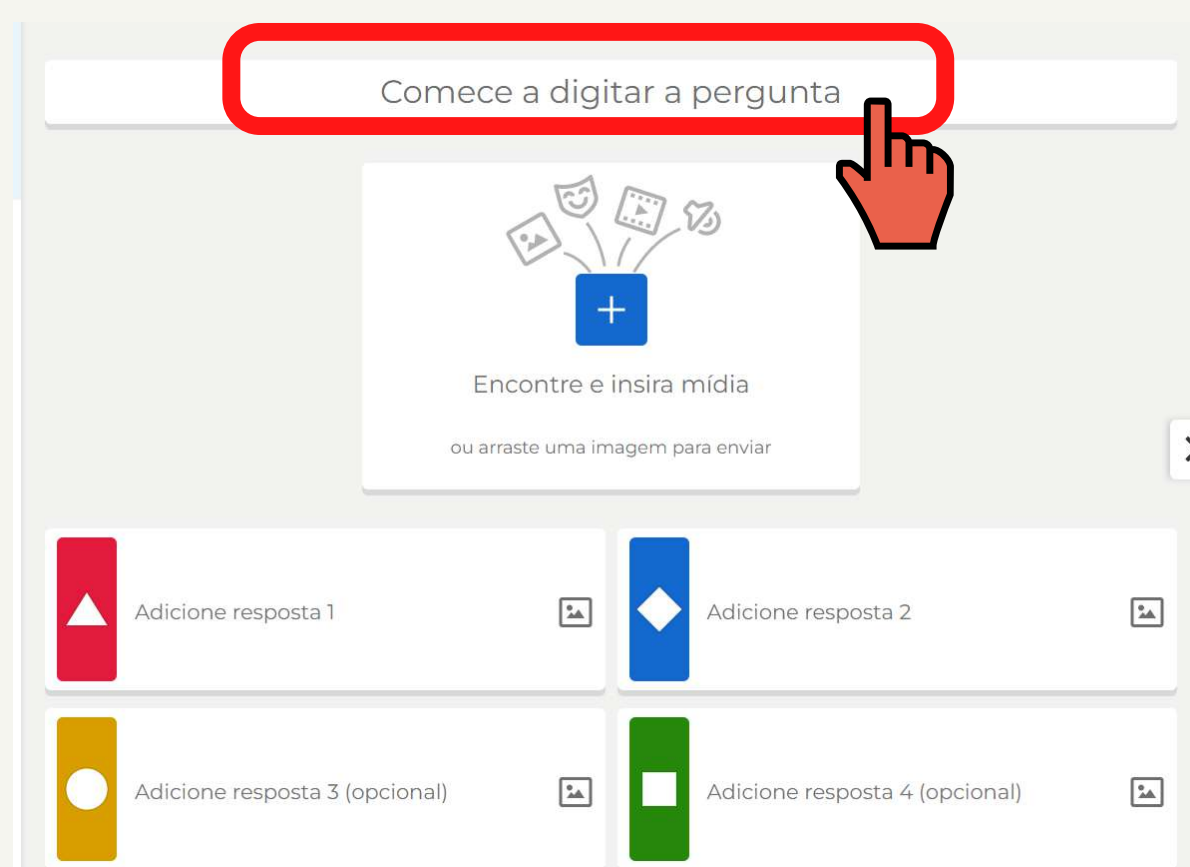 Comece a digitar a pergunta
Encontre e insira mídia
ou arraste uma imagem para enviar
Adicione resposta 1
Adicione resposta 2
Adicione resposta 3 (opcional)
Adicione resposta 4 (opcional)